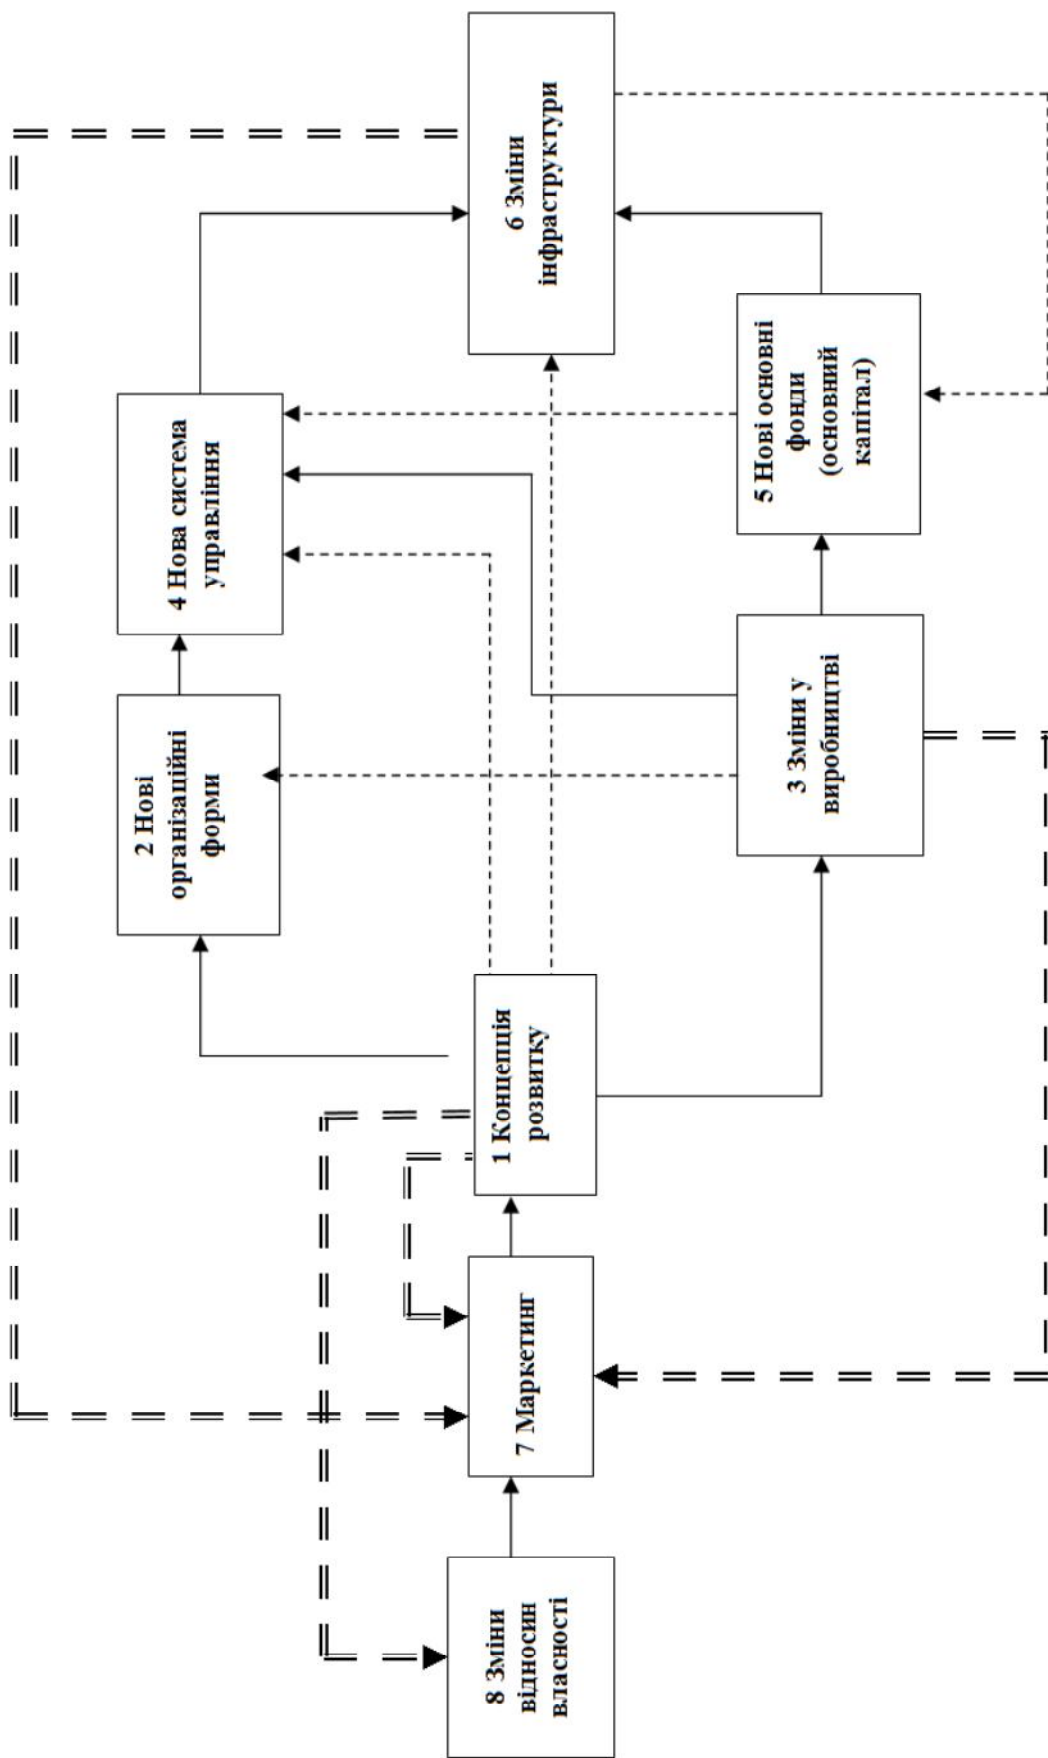 8 Зміни
відносин
власності
7 Маркетинг
1 Концепція
розвитку
2 Нові
організаційні
форми
3 Зміни у
виробництві
4 Нова система
управління
5 Нові основні
фонди
(основний
капітал)
6 Зміни
інфраструктури